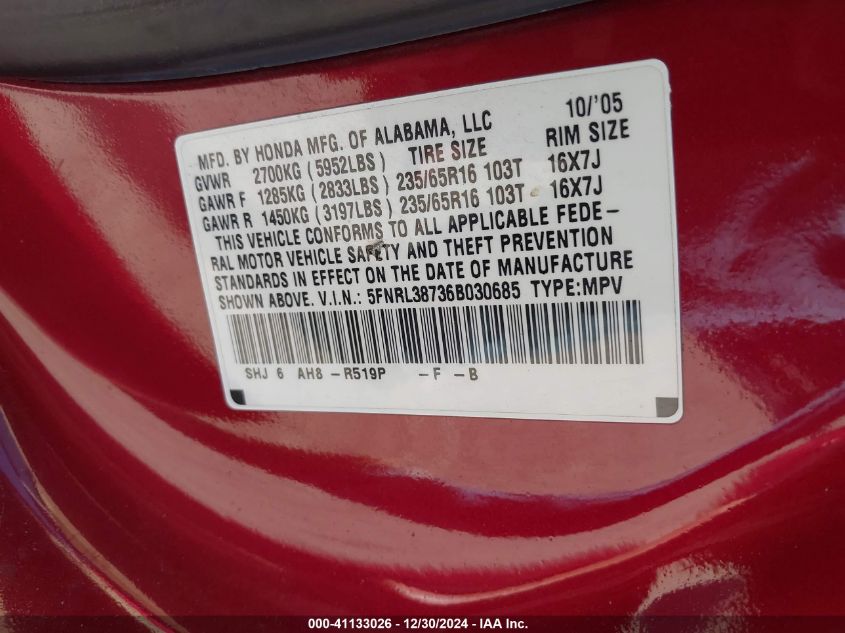 10/'05
MFD. BY HONDA MFG. OF ALABAMA, LLC
GVWR 2700KG (5952LBS) TIRE SIZE RIM SIZE
GAWR F 1285KG (2833LBS) 235/65R16 103T 16X7J
GAWR R 1450KG (3197LBS) 235/65R16 103T 16X7J
THIS VEHICLE CONFORMS TO ALL APPLICABLE FEDE-
RAL MOTOR VEHICLE SAFETY AND THEFT PREVENTION
STANDARDS IN EFFECT ON THE DATE OF MANUFACTURE
SHOWN ABOVE. V.I.N.: 5FNRL38736B030685 TYPE:MPV
SHJ 6 AH8 -R519P -F -B
000-41133026 - 12/30/2024 - IAA Inc.